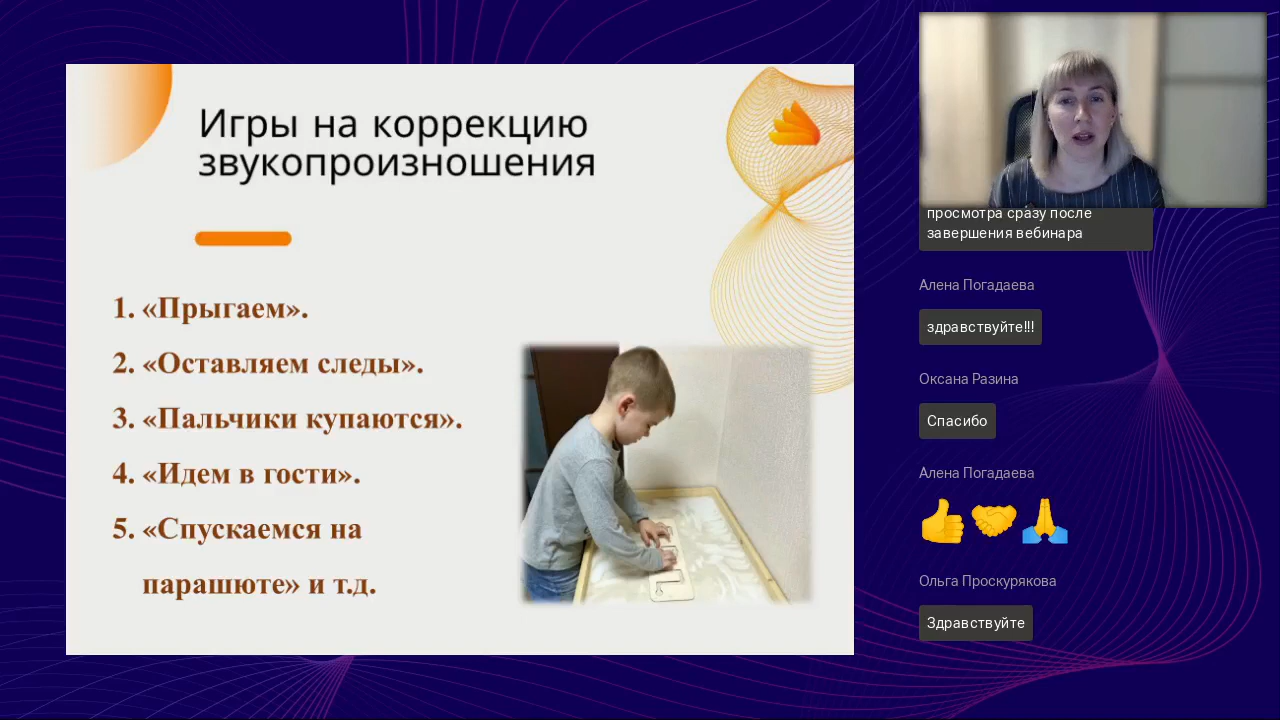 Игры на коррекцию
звукопроизношения
1. «Прыгаем».
2. «Оставляем следы».
3. «Пальчики купаются».
4. «Идем в гости».
5. «Спускаемся на
парашюте» и т.д.
просмотра сразу после
завершения вебинара
Алена Погадаева
здравствуйте!!!
Оксана Разина
Спасибо
Алена Погадаева
👍🤝🙏
Ольга Проскурякова
Здравствуйте